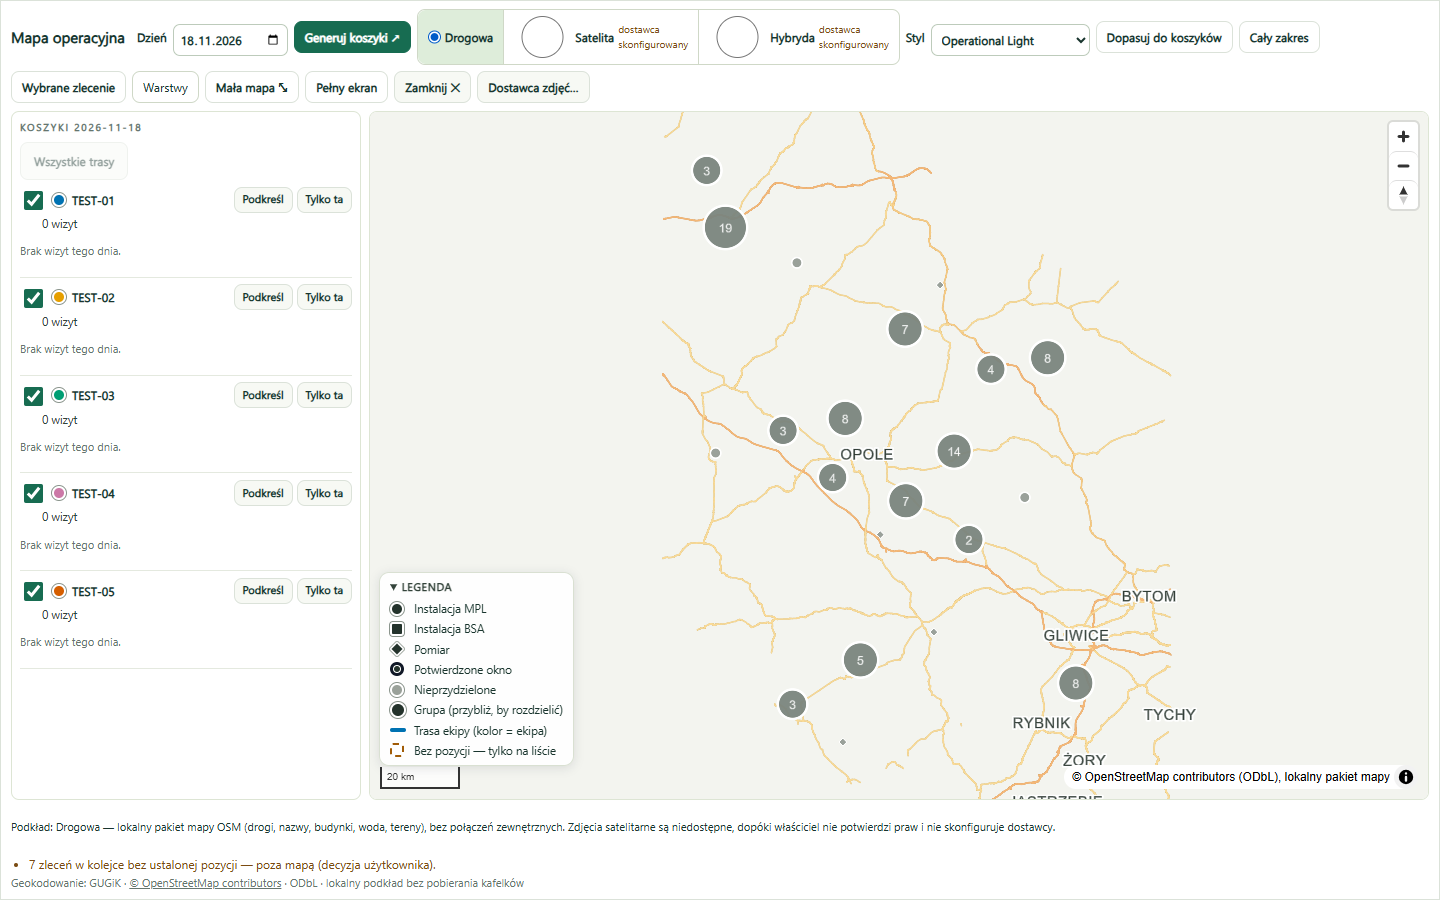 Mapa operacyjna
Dzień
18.11.2026
Generuj koszyki ↗
Drogowa
Satelita
dostawca
skonfigurowany
Hybryda
dostawca
skonfigurowany
Styl
Operational Light
Dopasuj do koszyków
Cały zakres
Wybrane zlecenie
Warstwy
Mała mapa ⤡
Pełny ekran
Zamknij ✕
Dostawca zdjęć...
KOSZYKI 2026-11-18
Wszystkie trasy
TEST-01
Podkreśl
Tylko ta
0 wizyt
Brak wizyt tego dnia.
TEST-02
Podkreśl
Tylko ta
0 wizyt
Brak wizyt tego dnia.
TEST-03
Podkreśl
Tylko ta
0 wizyt
Brak wizyt tego dnia.
TEST-04
Podkreśl
Tylko ta
0 wizyt
Brak wizyt tego dnia.
TEST-05
Podkreśl
Tylko ta
0 wizyt
Brak wizyt tego dnia.
3
19
7
4
8
8
3
OPOLE
14
4
7
2
BYTOM
GLIWICE
5
8
3
RYBNIK
TYCHY
ŻORY
JASTRZĘBIE
▼ LEGENDA
Instalacja MPL
Instalacja BSA
Pomiar
Potwierdzone okno
Nieprzydzielone
Grupa (przybliż, by rozdzielić)
Trasa ekipy (kolor = ekipa)
Bez pozycji — tylko na liście
20 km
© OpenStreetMap contributors (ODbL), lokalny pakiet mapy
Podkład: Drogowa — lokalny pakiet mapy OSM (drogi, nazwy, budynki, woda, tereny), bez połączeń zewnętrznych. Zdjęcia satelitarne są niedostępne, dopóki właściciel nie potwierdzi praw i nie skonfiguruje dostawcy.
• 7 zleceń w kolejce bez ustalonej pozycji — poza mapą (decyzja użytkownika).
Geokodowanie: GUGiK · © OpenStreetMap contributors · ODbL · lokalny podkład bez pobierania kafelków